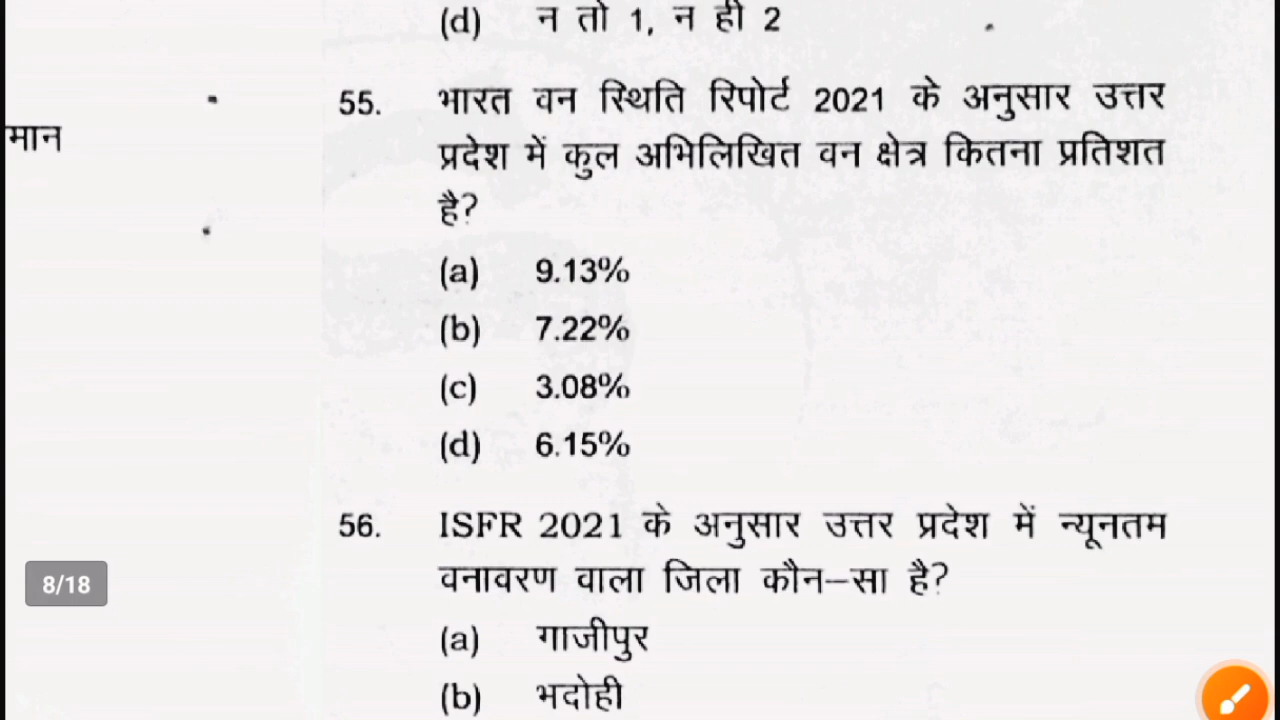 (d) न तो 1, न ही 2
55. भारत वन स्थिति रिपोर्ट 2021 के अनुसार उत्तर
मान
प्रदेश में कुल अभिलिखित वन क्षेत्र कितना प्रतिशत
है?
(a) 9.13%
(b) 7.22%
(c) 3.08%
(d) 6.15%
56. ISFR 2021 के अनुसार उत्तर प्रदेश में न्यूनतम
वनावरण वाला जिला कौन-सा है?
8/18
(a) गाजीपुर
(b) भदोही